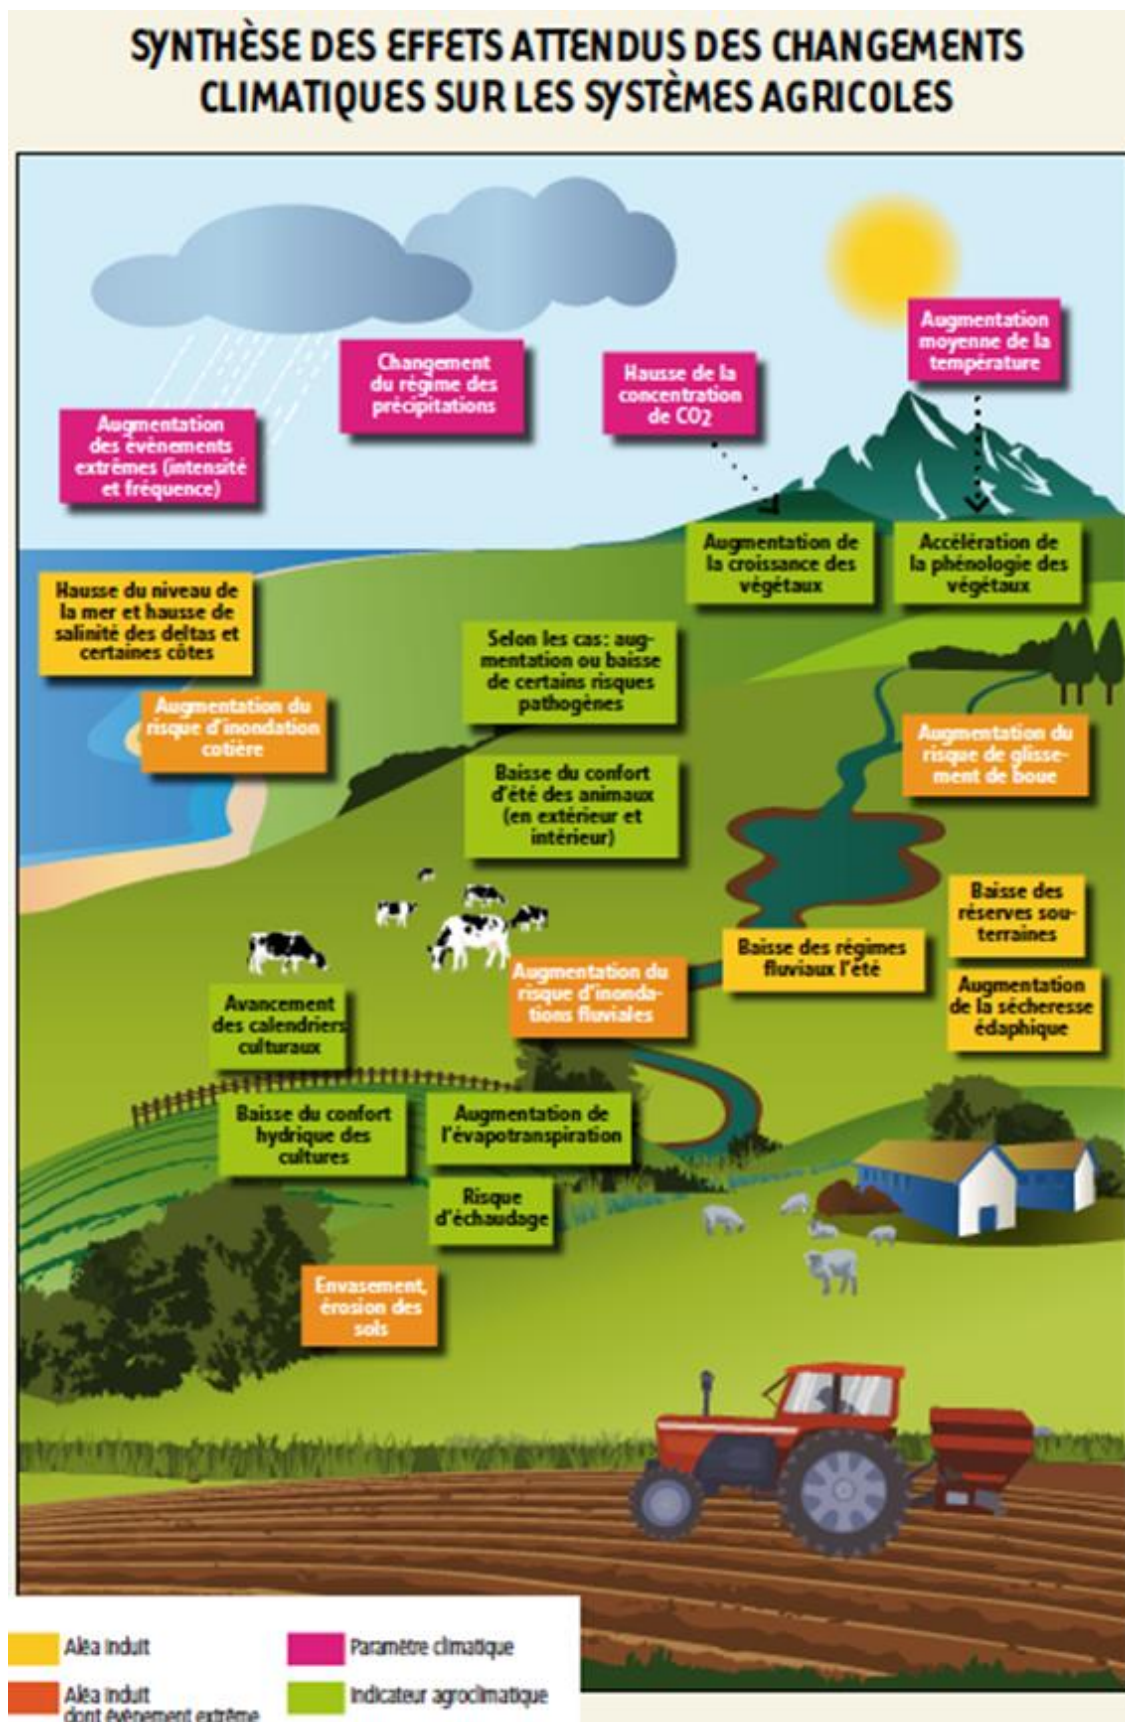 SYNTHÈSE DES EFFETS ATTENDUS DES CHANGEMENTS
CLIMATIQUES SUR LES SYSTÈMES AGRICOLES
Augmentation
moyenne de la
température
Changement
du régime des
précipitations
Hausse de la
concentration
de CO2
Augmentation
des évènements
extrêmes (intensité
et fréquence)
Augmentation de
la croissance des
végétaux
Accélération de
la phénologie des
végétaux
Hausse du niveau de
la mer et hausse de
salinité des deltas et
certaines côtes
Selon les cas: aug-
mentation ou baisse
de certains risques
pathogènes
Augmentation du
risque d'inondation
cotière
Augmentation du
risque de glisse-
ment de boue
Baisse du confort
d'été des animaux
(en extérieur et
intérieur)
Baisse des
réserves sou-
terraines
Baisse des régimes
fluviaux l'été
Augmentation du
risque d'inonda-
tions fluviales
Augmentation
de la sécheresse
édaphique
Avancement
des calendriers
culturaux
Baisse du confort
hydrique des
cultures
Augmentation de
l'évapotranspiration
Risque
d'échaudage
Envasement,
érosion des
sols
Aléa induit
Paramètre climatique
Aléa induit
dont évènement extrême
Indicateur agroclimatique